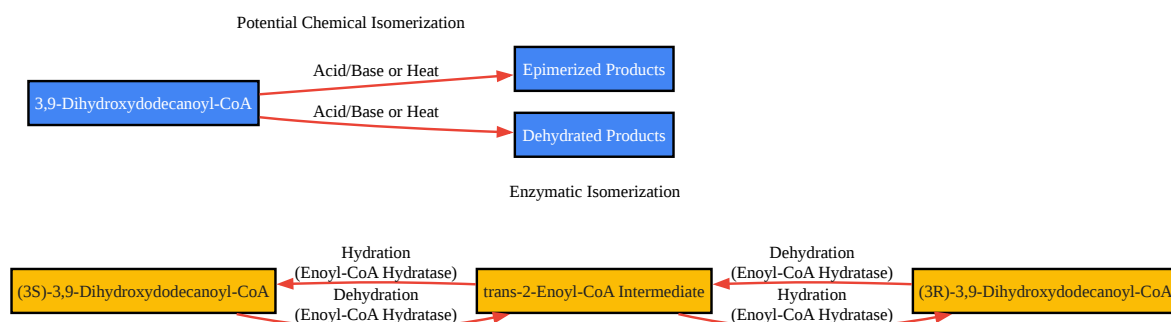 Potential Chemical Isomerization
3,9-Dihydroxydodecanoyl-CoA
Acid/Base or Heat
Epimerized Products
Acid/Base or Heat
Dehydrated Products
Enzymatic Isomerization
Hydration
(Enoyl-CoA Hydratase)
Dehydration
(Enoyl-CoA Hydratase)
(3S)-3,9-Dihydroxydodecanoyl-CoA
trans-2-Enoyl-CoA Intermediate
(3R)-3,9-Dihydroxydodecanoyl-CoA
Dehydration
(Enoyl-CoA Hydratase)
Hydration
(Enoyl-CoA Hydratase)